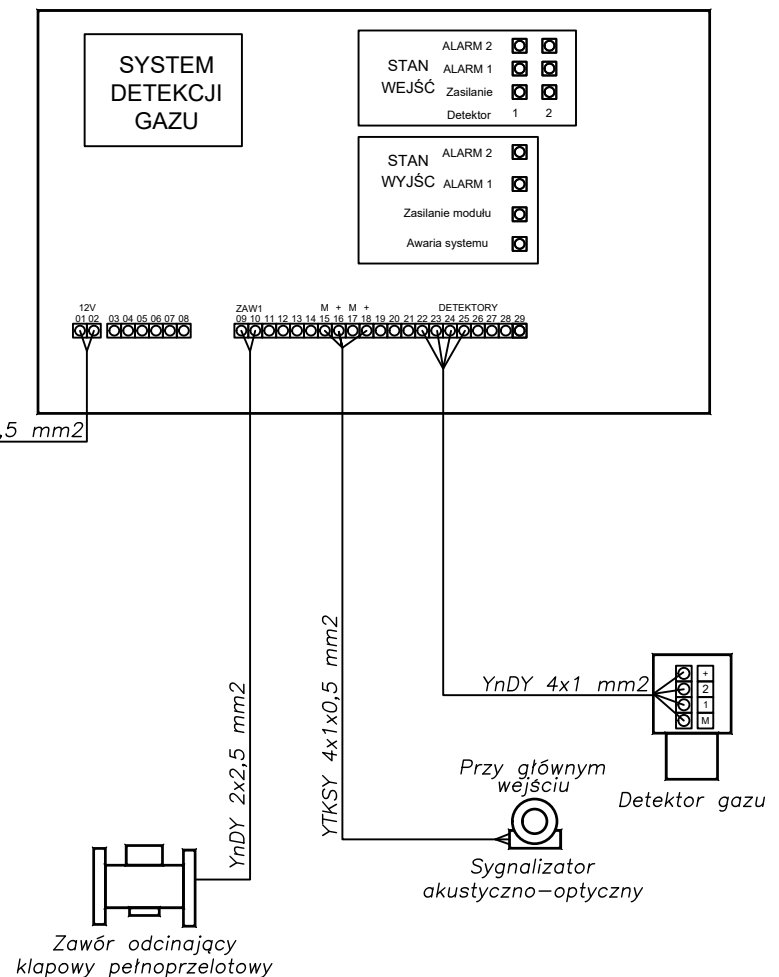 SYSTEM
DETEKCJI
GAZU
STAN
WEJŚĆ
ALARM 2
ALARM 1
Zasilanie
Detektor 1 2
STAN
WYJŚC
ALARM 2
ALARM 1
Zasilanie modułu
Awaria systemu
12V
01 02 03 04 05 06 07 08
ZAW1 M + M + DETEKTORY
09 10 11 12 13 14 15 16 17 18 19 20 21 22 23 24 25 26 27 28 29
,5 mm2
YnDY 2x2,5 mm2
YTKSY 4x1x0,5 mm2
YnDY 4x1 mm2
+
2
1
M
Detektor gazu
Przy głównym
wejściu
Sygnalizator
akustyczno-optyczny
Zawór odcinający
klapowy pełnoprzelotowy